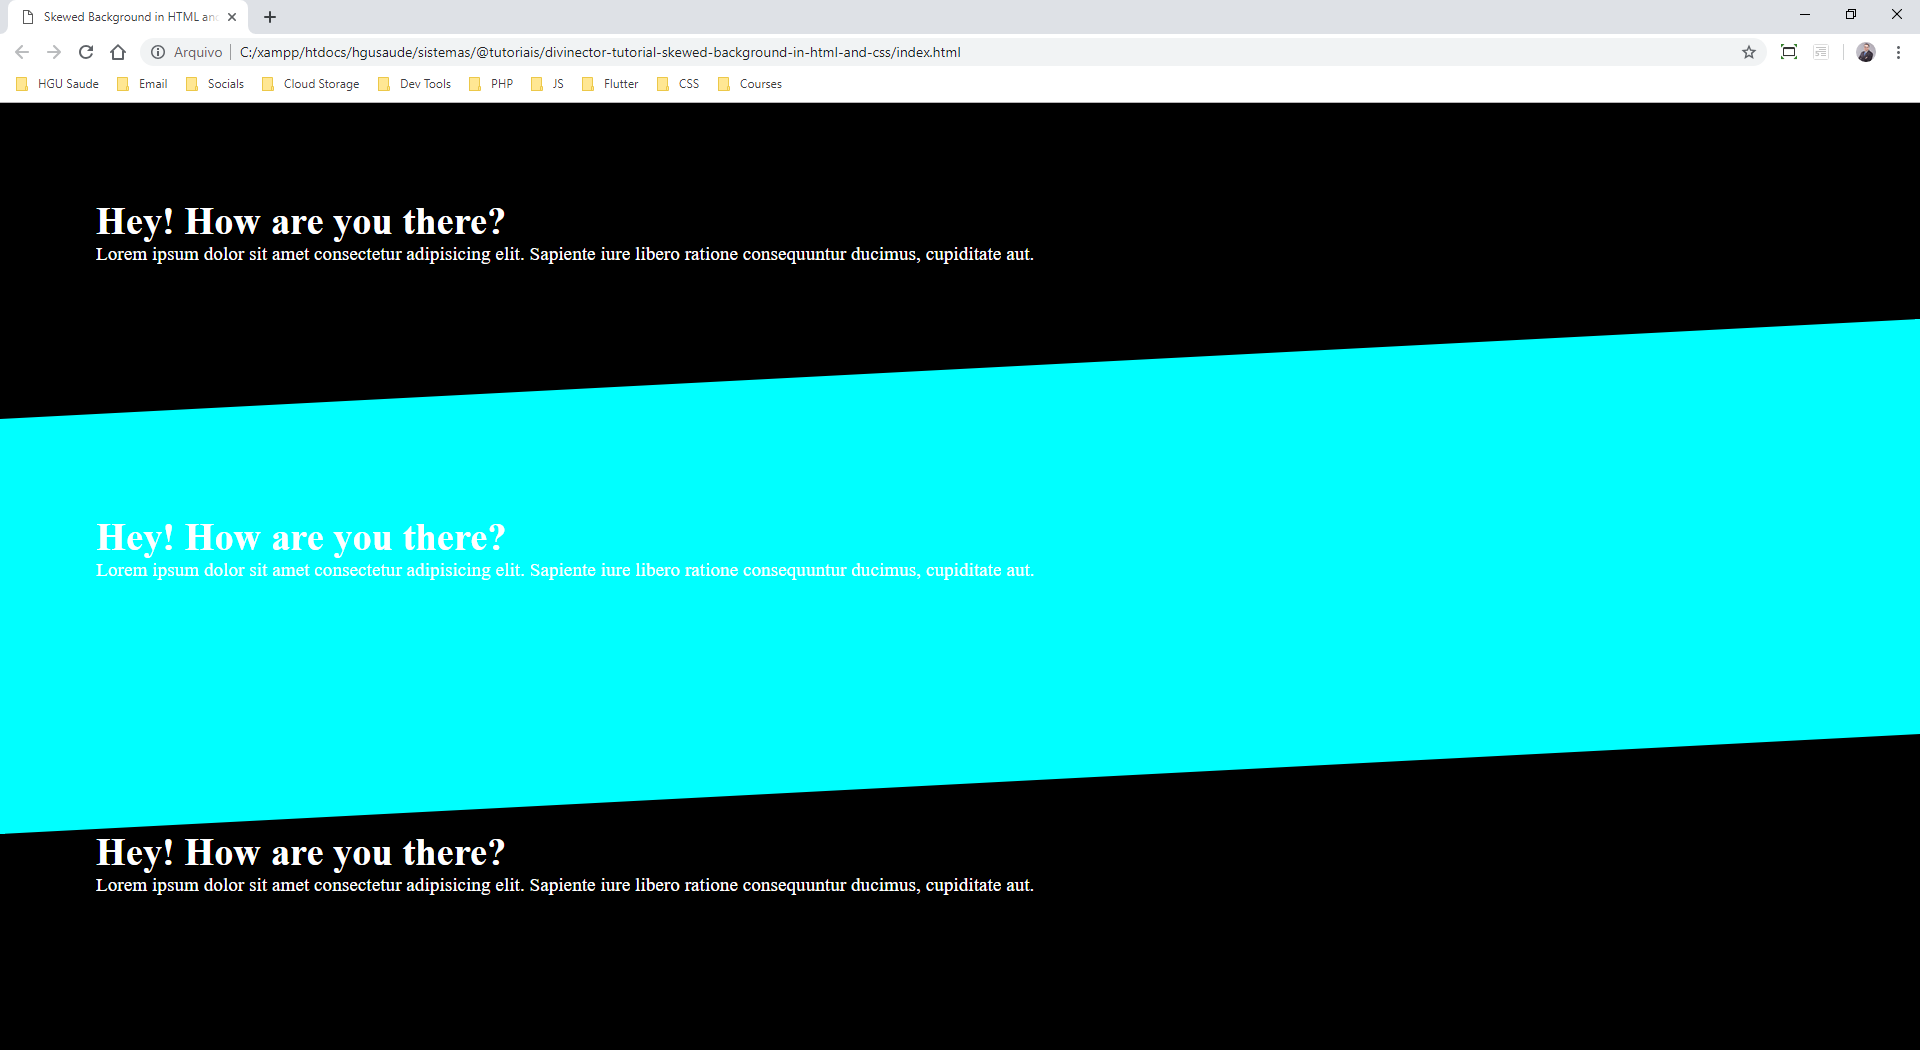 Skewed Background in HTML an
Arquivo | C:/xampp/htdocs/hgusaude/sistemas/@tutoriais/divinector-tutorial-skewed-background-in-html-and-css/index.html
HGU Saude Email Socials Cloud Storage Dev Tools PHP JS Flutter CSS Courses
Hey! How are you there?
Lorem ipsum dolor sit amet consectetur adipisicing elit. Sapiente iure libero ratione consequuntur ducimus, cupiditate aut.
Hey! How are you there?
Lorem ipsum dolor sit amet consectetur adipisicing elit. Sapiente iure libero ratione consequuntur ducimus, cupiditate aut.
Hey! How are you there?
Lorem ipsum dolor sit amet consectetur adipisicing elit. Sapiente iure libero ratione consequuntur ducimus, cupiditate aut.